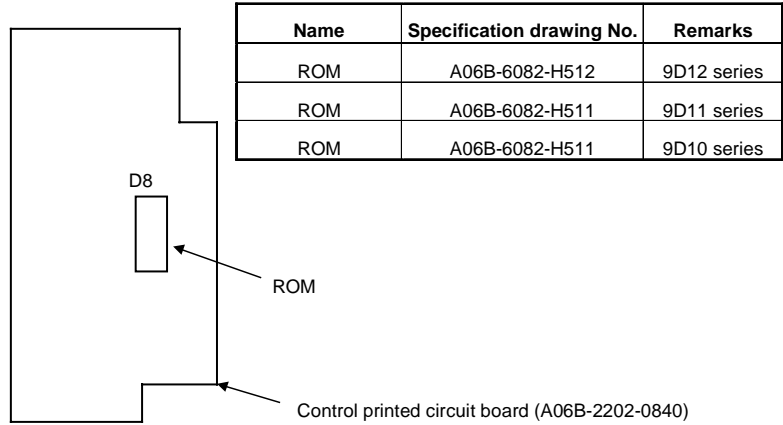 Name Specification drawing No. Remarks
ROM A06B-6082-H512 9D12 series
ROM A06B-6082-H511 9D11 series
ROM A06B-6082-H511 9D10 series
D8
ROM
Control printed circuit board (A06B-2202-0840)